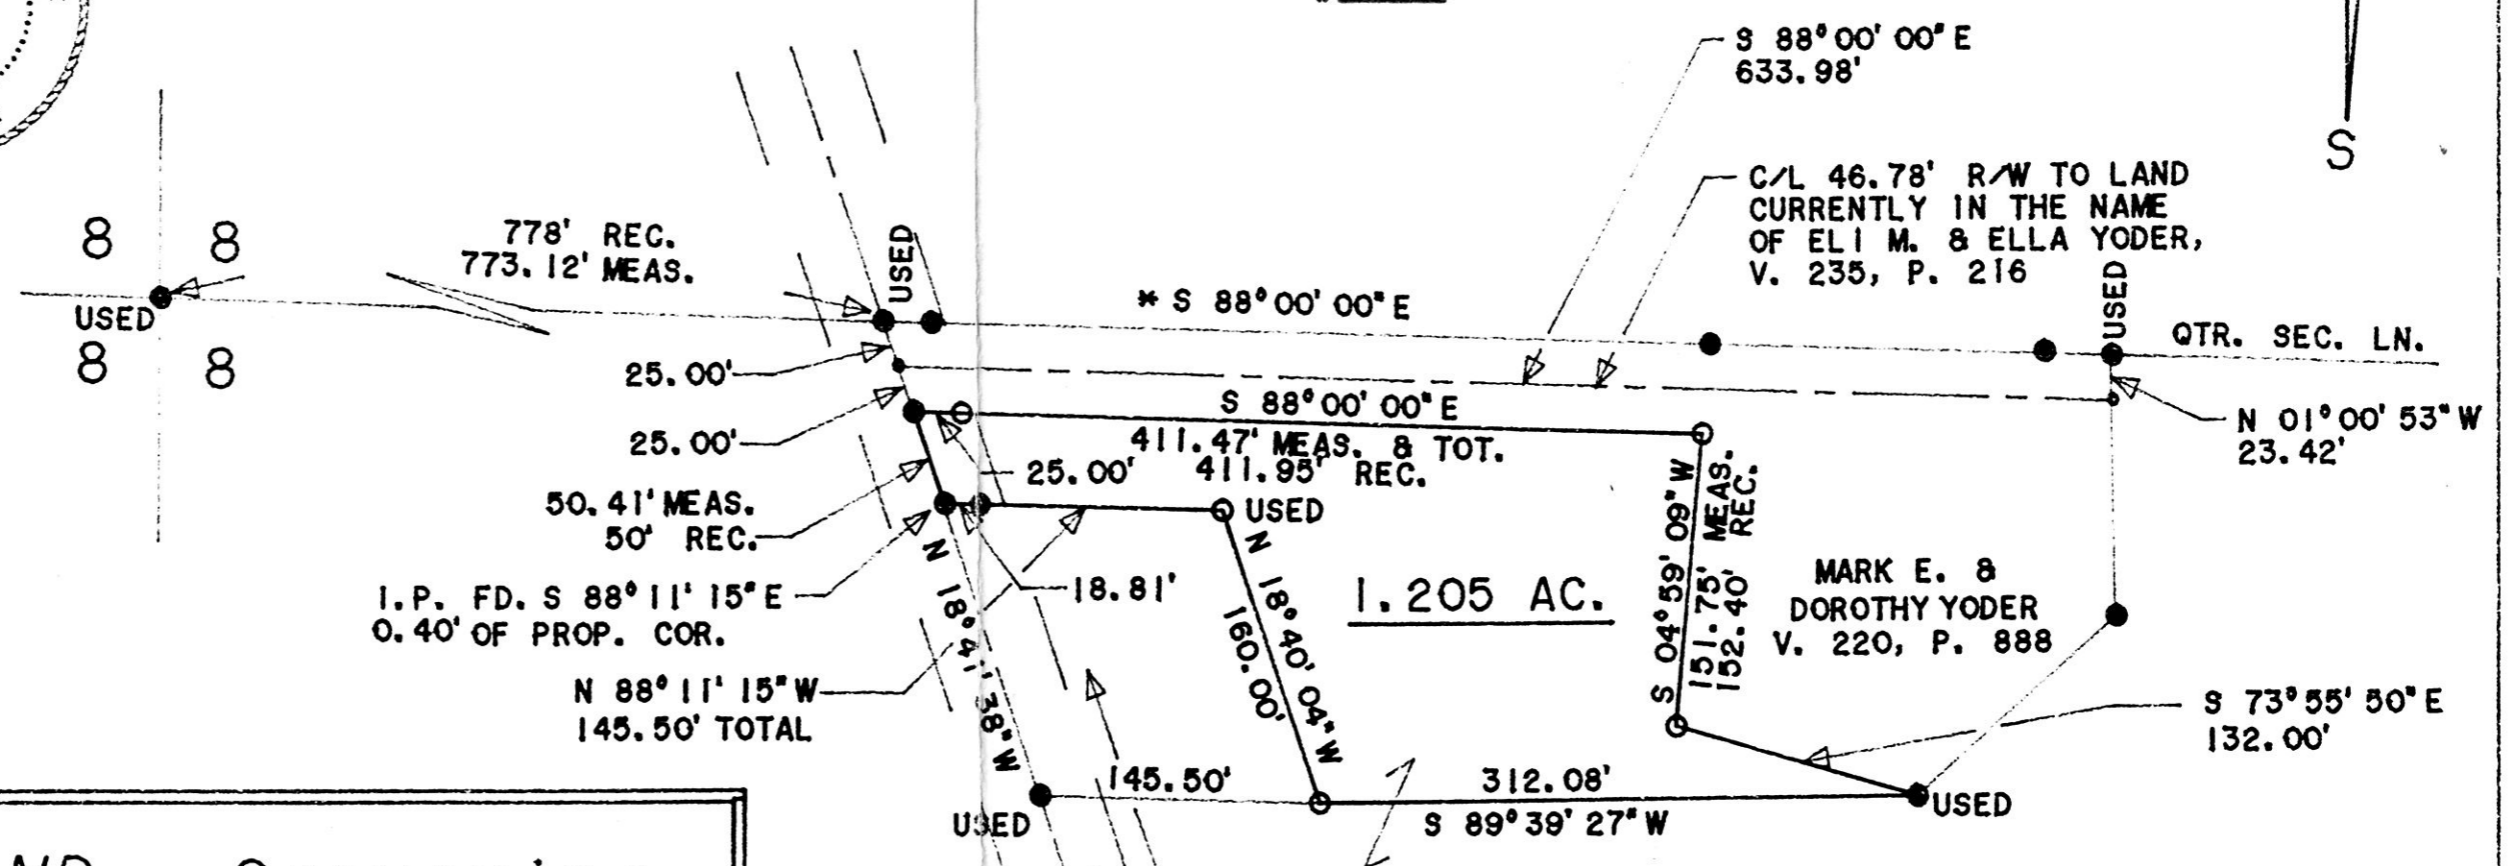 S 88°00' 00" E
633.98'
C/L 46.78' R/W TO LAND
CURRENTLY IN THE NAME
OF ELI M. & ELLA YODER,
V. 235, P. 216
S
8 8
8 8
USED
778' REC.
773.12' MEAS.
USED
* S 88°00' 00" E
USED
QTR. SEC. LN.
25.00'
25.00'
S 88°00' 00" E
411.47' MEAS. & TOT.
411.95' REC.
25.00'
N 01°00' 53" W
23.42'
50.41' MEAS.
50' REC.
USED
I.P. FD. S 88°11' 15" E
0.40' OF PROP. COR.
18.81'
N 18°41' 38" W
N 18°40' 04" W
160.00'
1.205 AC.
S 04°59' 09" W
151.75' MEAS.
152.40' REC.
MARK E. &
DOROTHY YODER
V. 220, P. 888
N 88°11' 15" W
145.50' TOTAL
S 73°55' 50" E
132.00'
145.50'
312.08'
USED
S 89°39' 27" W
USED